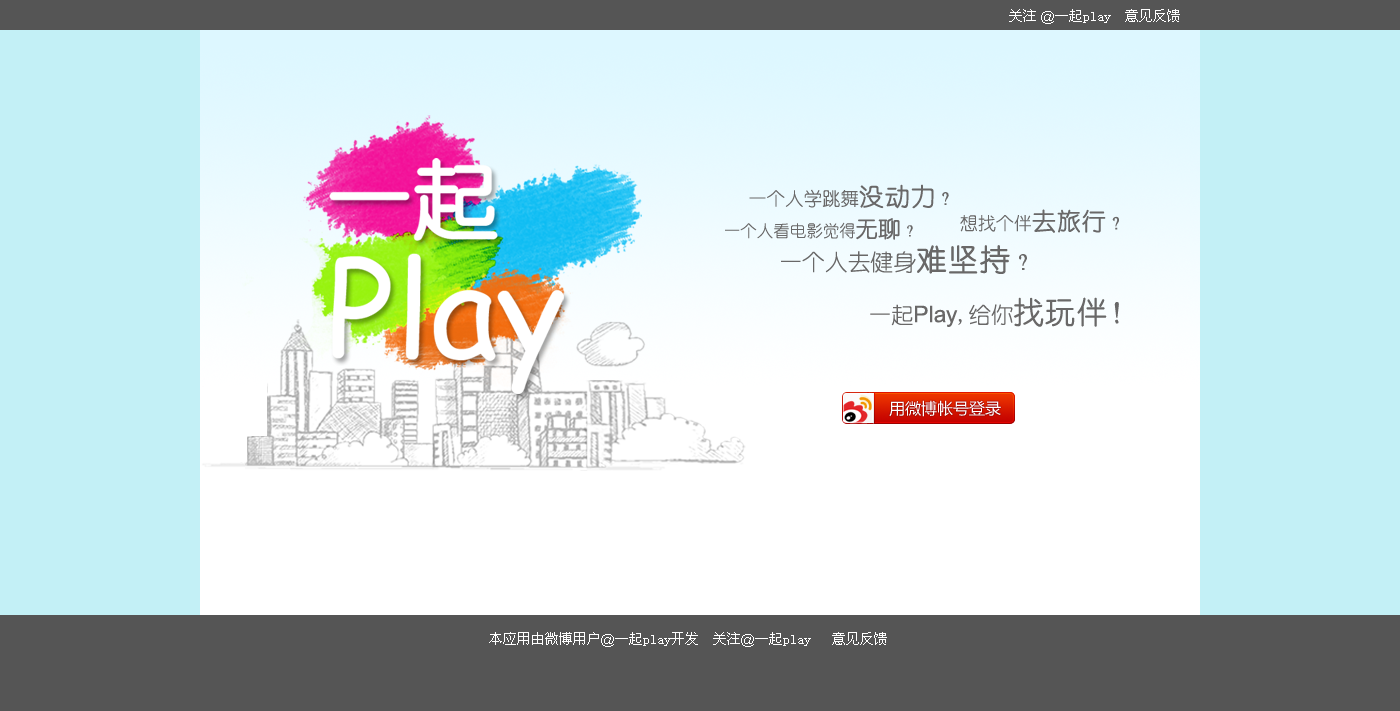 关注 @一起play 意见反馈
一起
Play
一个人学跳舞没动力？
一个人看电影觉得无聊？
想找个伴去旅行？
一个人去健身难坚持？
一起Play, 给你找玩伴！
用微博帐号登录
本应用由微博用户@一起play开发 关注@一起play 意见反馈